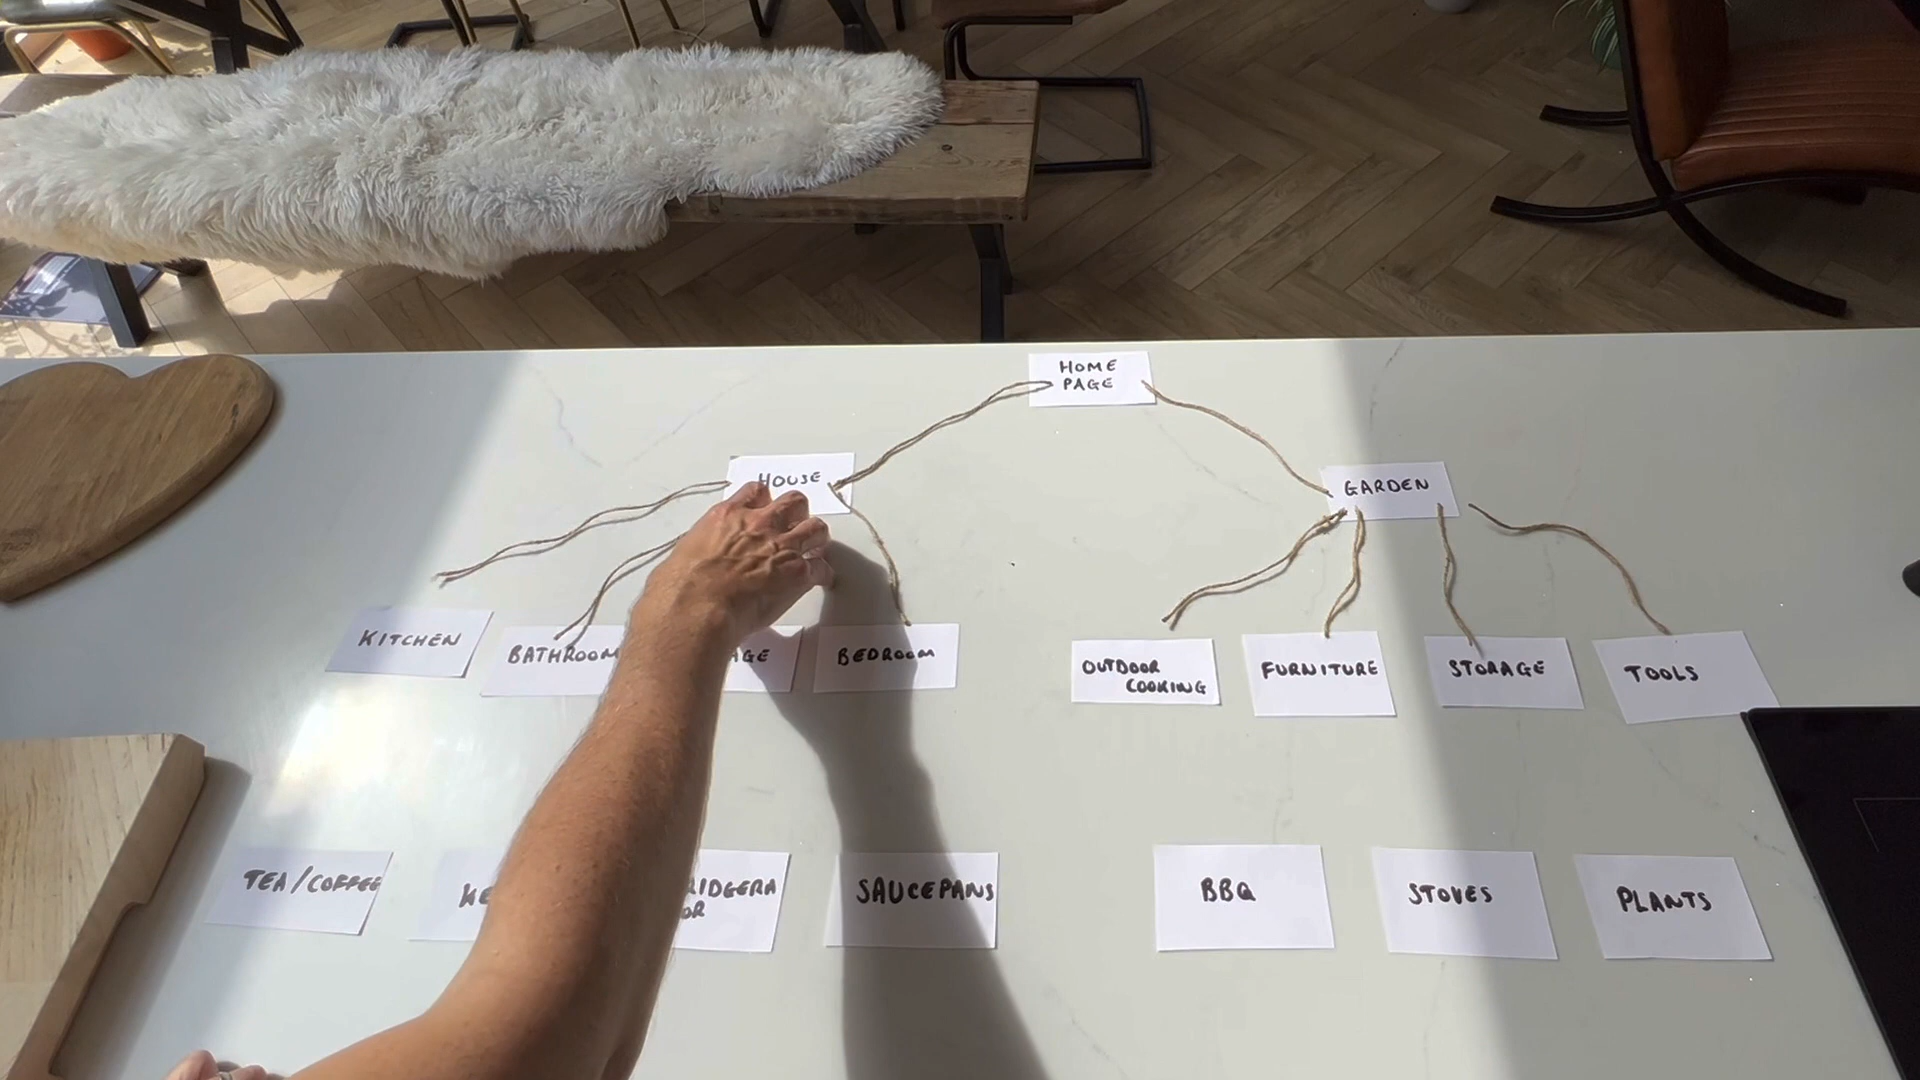 HOME
PAGE
HOUSE
GARDEN
KITCHEN
BATHROOM
BEDROOM
OUTDOOR
COOKING
FURNITURE
STORAGE
TOOLS
TEA/COFFEE
SAUCEPANS
BBQ
STOVES
PLANTS